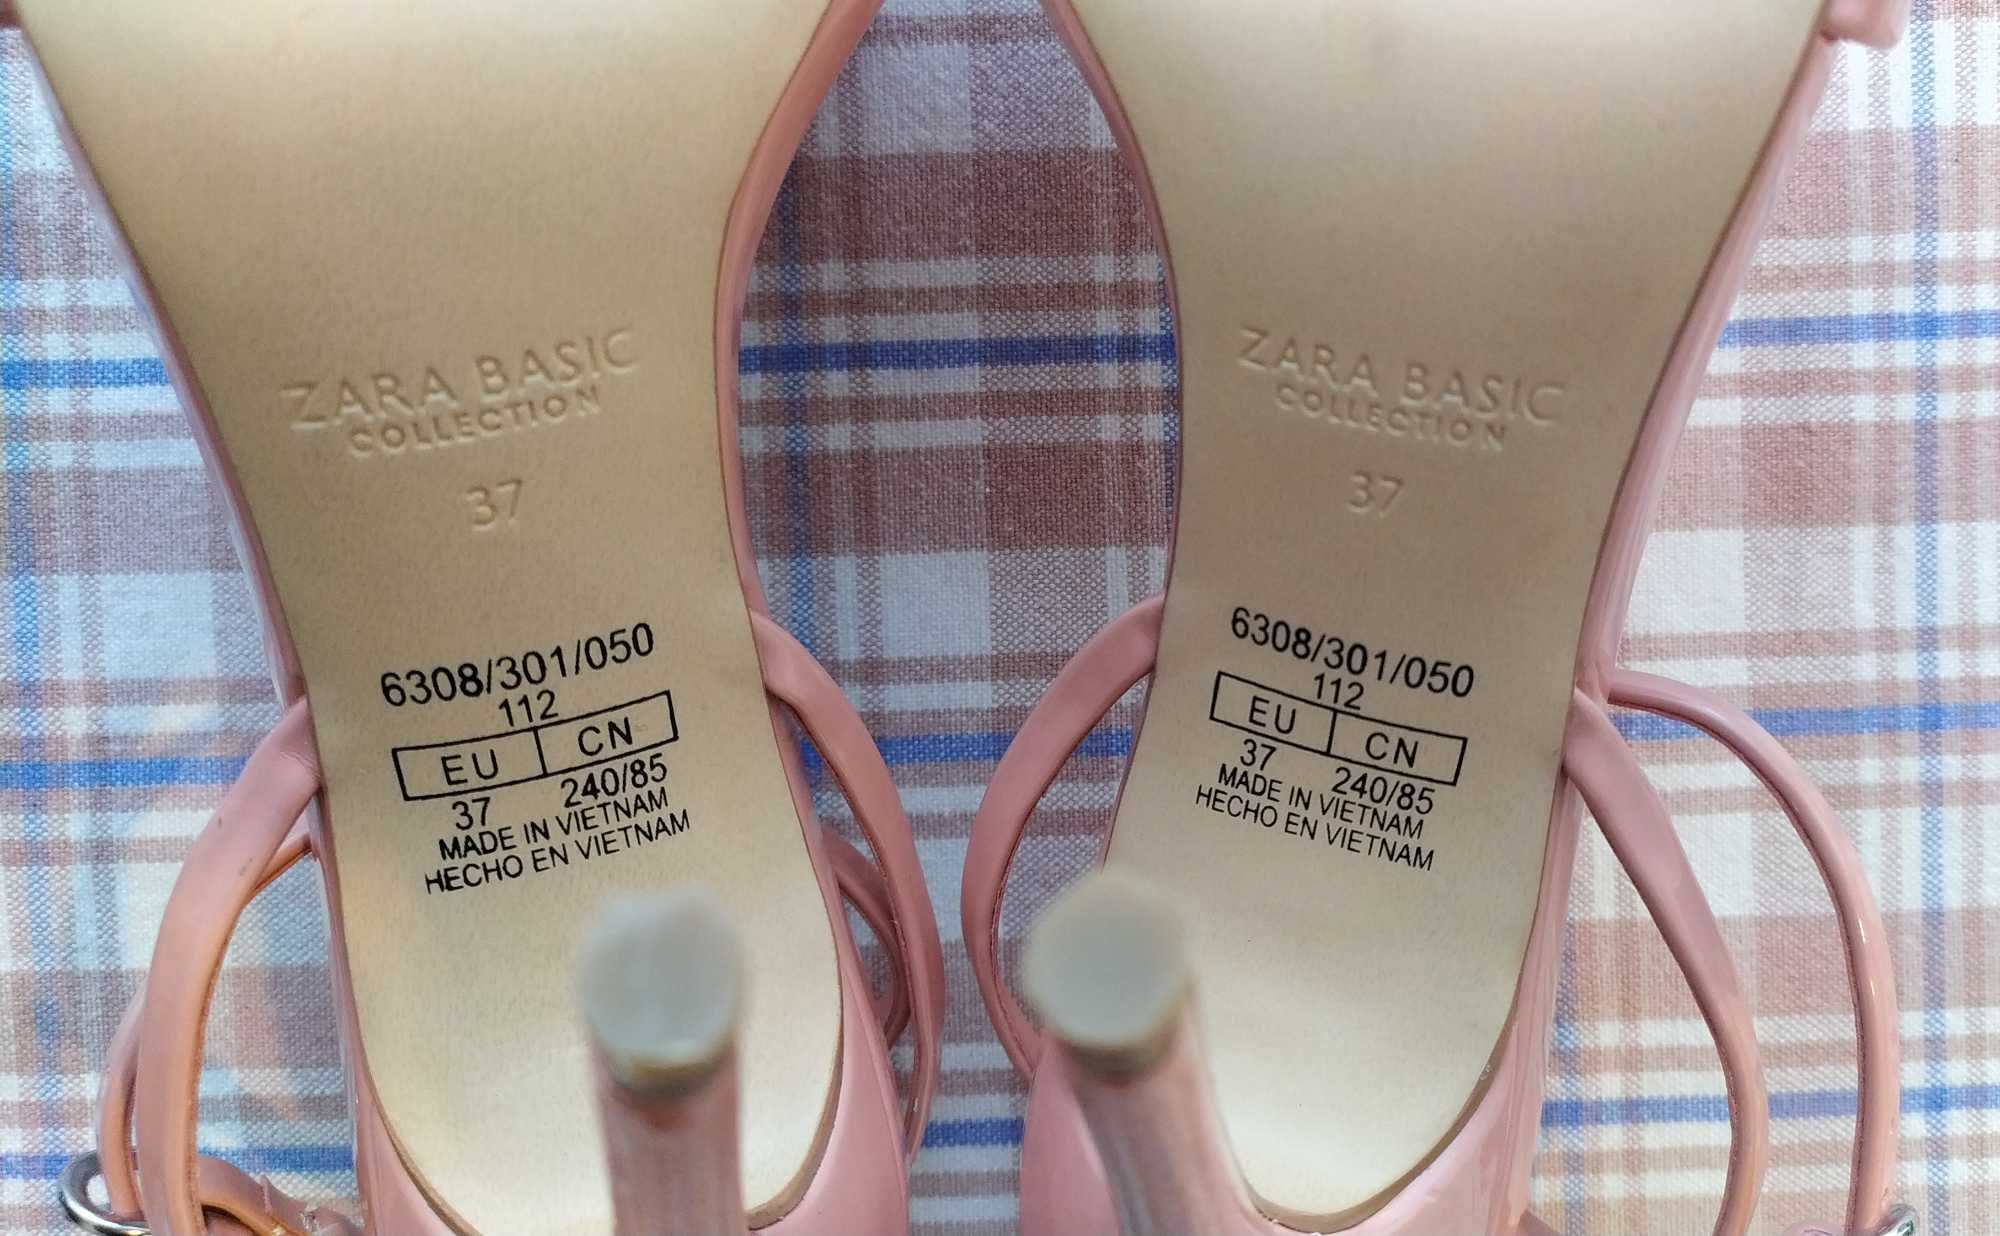 ZARA BASIC
COLLECTION
37
6308/301/050
112
EU CN
37 240/85
MADE IN VIETNAM
HECHO EN VIETNAM
ZARA BASIC
COLLECTION
37
6308/301/050
112
EU CN
37 240/85
MADE IN VIETNAM
HECHO EN VIETNAM